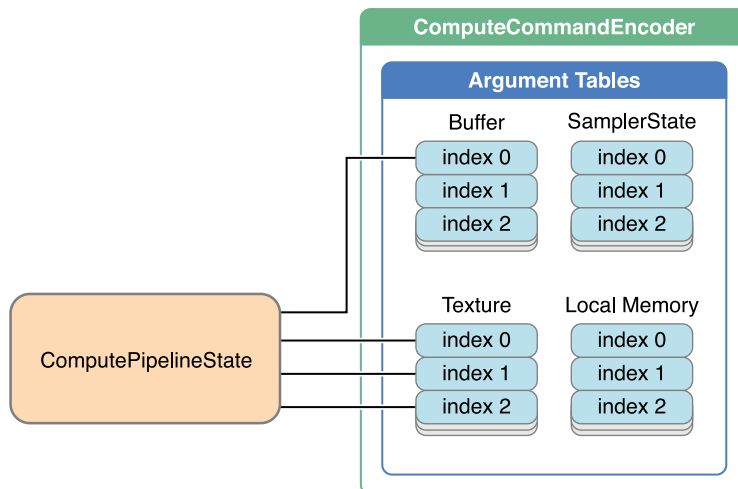 ComputeCommandEncoder
Argument Tables
Buffer
SamplerState
index 0
index 0
index 1
index 1
index 2
index 2
ComputePipelineState
Texture
Local Memory
index 0
index 0
index 1
index 1
index 2
index 2